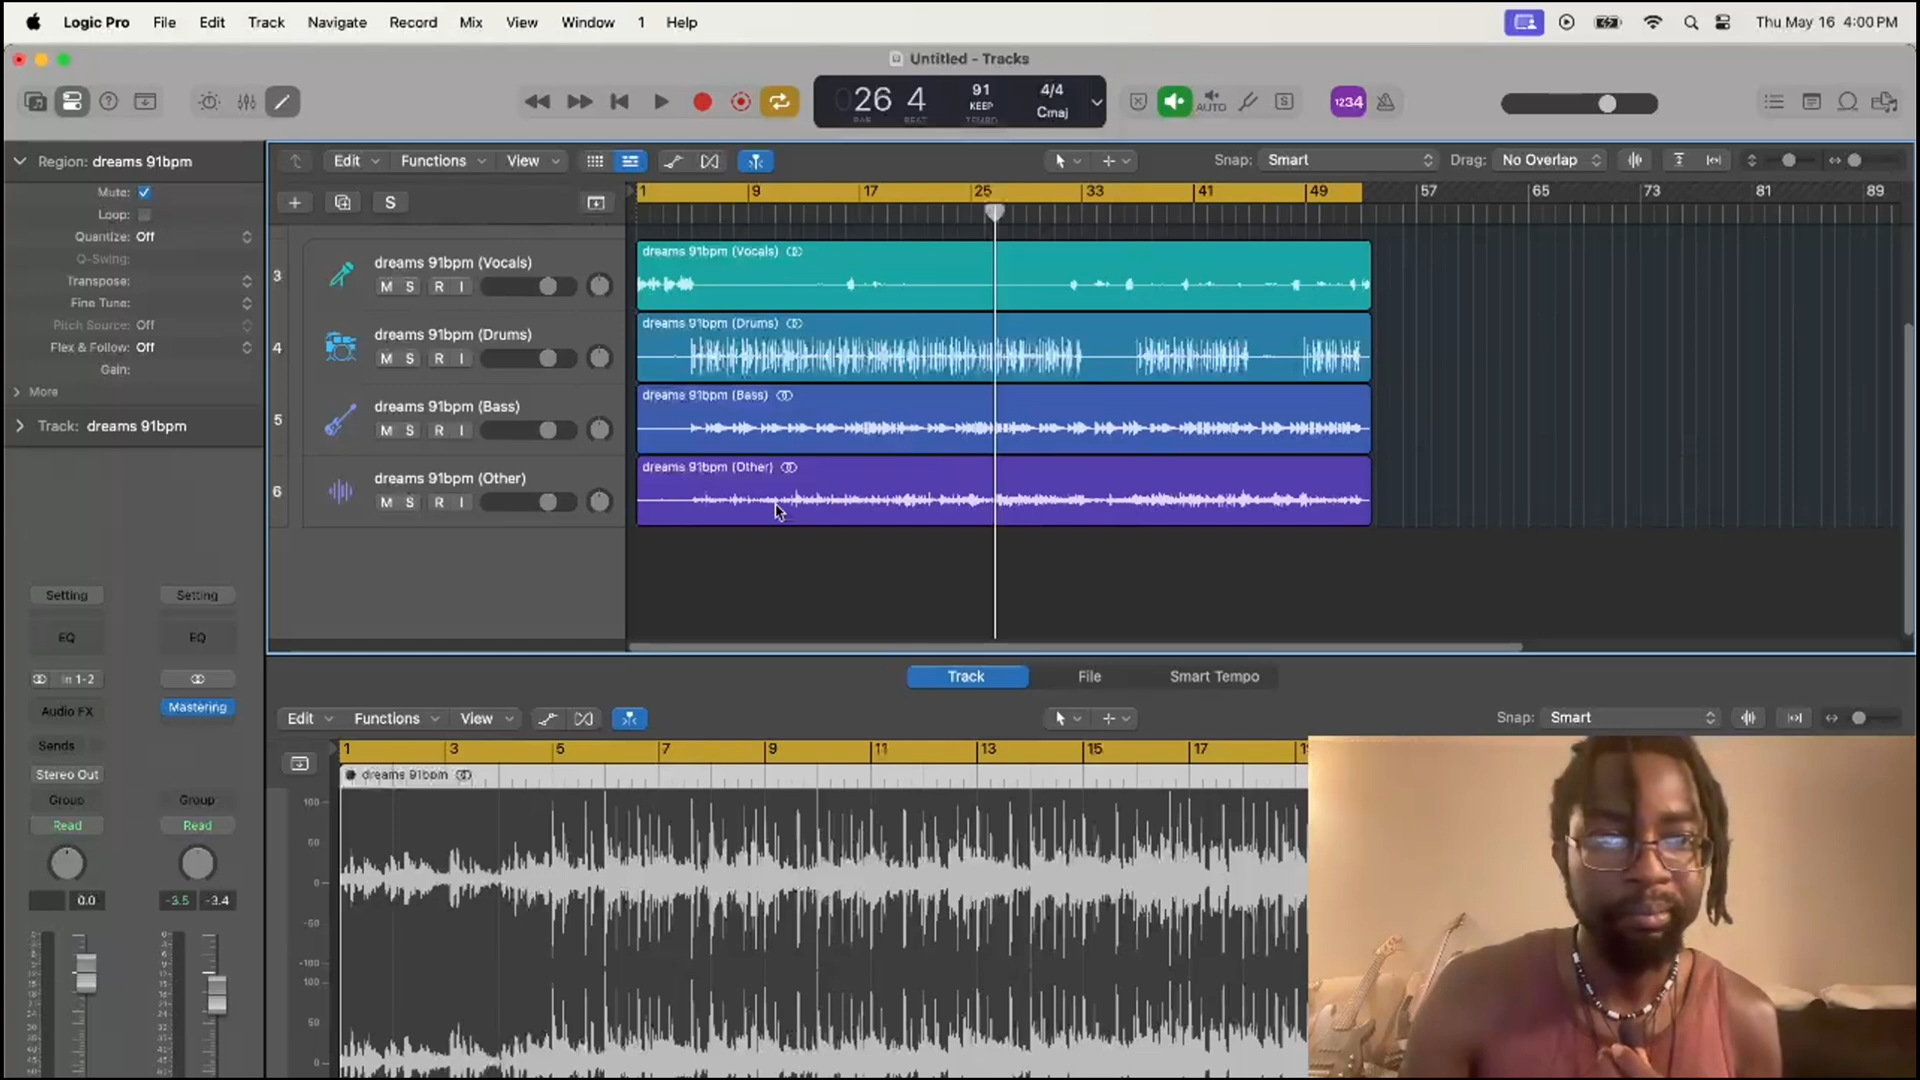 Logic Pro File Edit Track Navigate Record Mix View Window 1 Help Thu May 16 4:00 PM
Untitled - Tracks
026 4 91 KEEP TEMPO 4/4 Cmaj AUTO S 1234
BAR BEAT
Region: dreams 91bpm
Edit Functions View Snap: Smart Drag: No Overlap
Mute:
Loop:
Quantize: Off
Q-Swing:
Transpose:
Fine Tune:
Pitch Source: Off
Flex & Follow: Off
Gain:
More
Track: dreams 91bpm
S
1 9 17 25 33 41 49 57 65 73 81 89
3 dreams 91bpm (Vocals) M S R I
dreams 91bpm (Vocals)
4 dreams 91bpm (Drums) M S R I
dreams 91bpm (Drums)
5 dreams 91bpm (Bass) M S R I
dreams 91bpm (Bass)
6 dreams 91bpm (Other) M S R I
dreams 91bpm (Other)
Setting Setting
EQ EQ
In 1-2
Audio FX Mastering
Sends
Stereo Out
Group Group
Read Read
0.0 -3.5 -3.4
Track File Smart Tempo
Edit Functions View Snap: Smart
1 3 5 7 9 11 13 15 17
dreams 91bpm
100
50
0
-50
-100
100
50
0